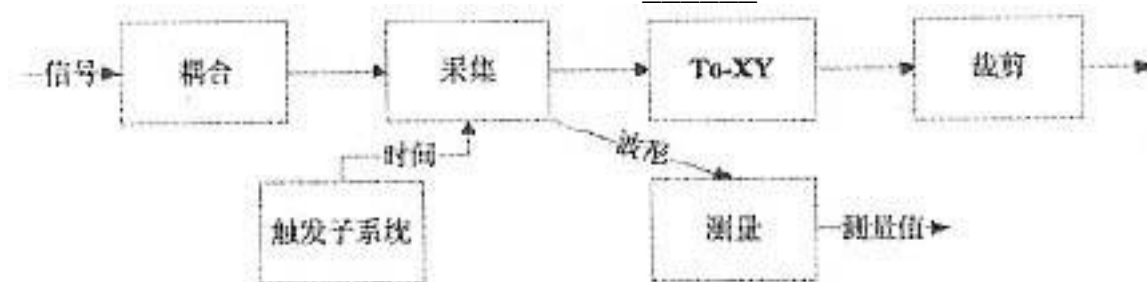 信号
耦合
采集
To-XY
裁剪
时间
波形
触发子系统
测量
测量值